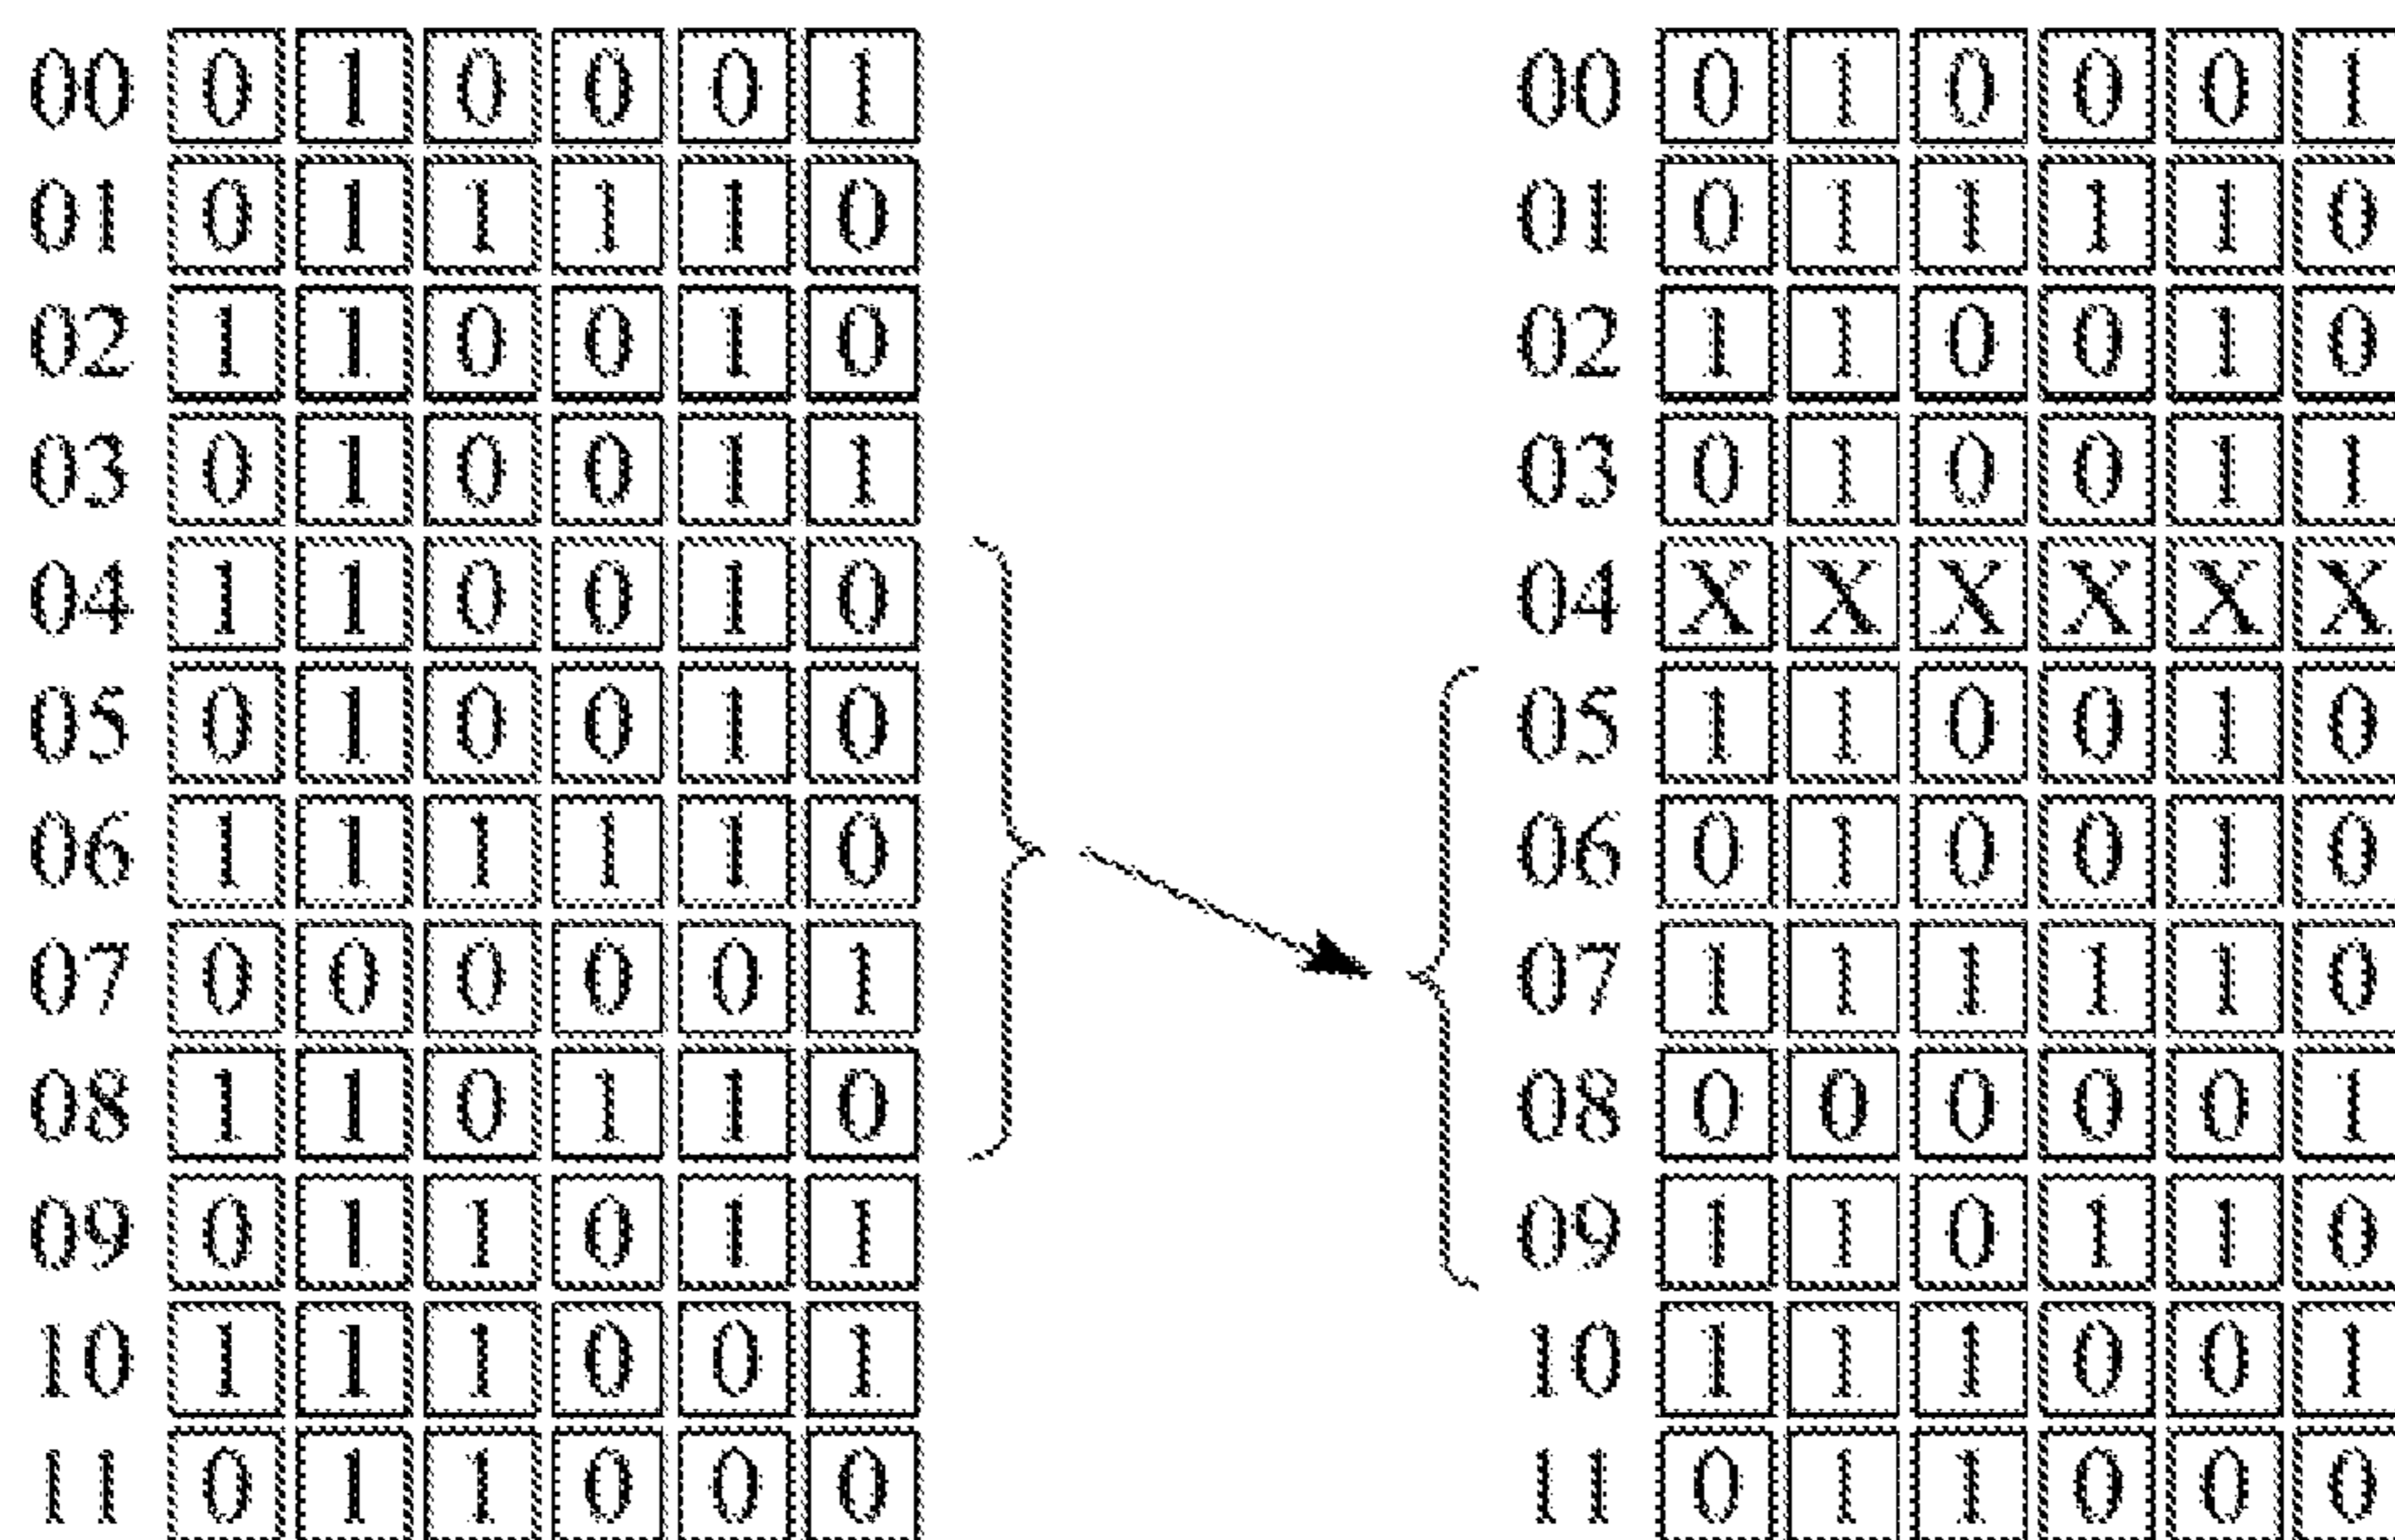 00 0 1 0 0 0 1
01 0 1 1 1 1 0
02 1 1 0 0 1 0
03 0 1 0 0 1 1
04 1 1 0 0 1 0
05 0 1 0 0 1 0
06 1 1 1 1 1 0
07 0 0 0 0 0 1
08 1 1 0 1 1 0
09 0 1 1 0 1 1
10 1 1 1 0 0 1
11 0 1 1 0 0 0
00 0 1 0 0 0 1
01 0 1 1 1 1 0
02 1 1 0 0 1 0
03 0 1 0 0 1 1
04 X X X X X X
05 1 1 0 0 1 0
06 0 1 0 0 1 0
07 1 1 1 1 1 0
08 0 0 0 0 0 1
09 1 1 0 1 1 0
10 1 1 1 0 0 1
11 0 1 1 0 0 0